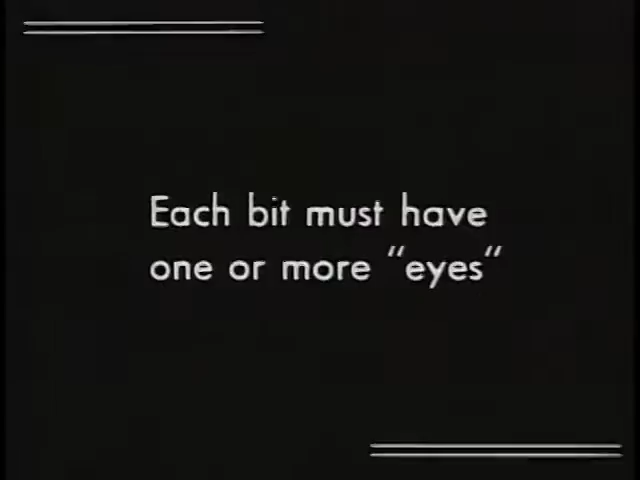 Each bit must have
one or more “eyes“